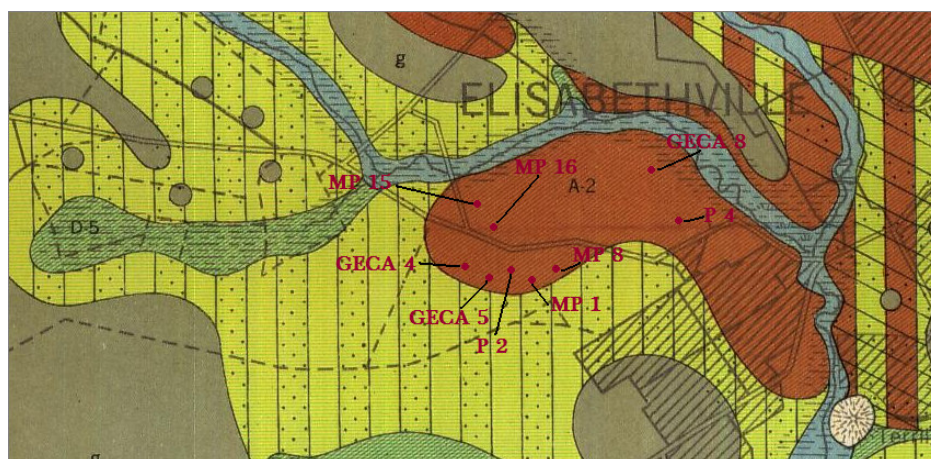 g
ELISABETHVILLE
GECA 8
MP 16
MP 15
A-2
P 4
D-5
MP 8
GECA 4
MP 1
GECA 5
P 2
g